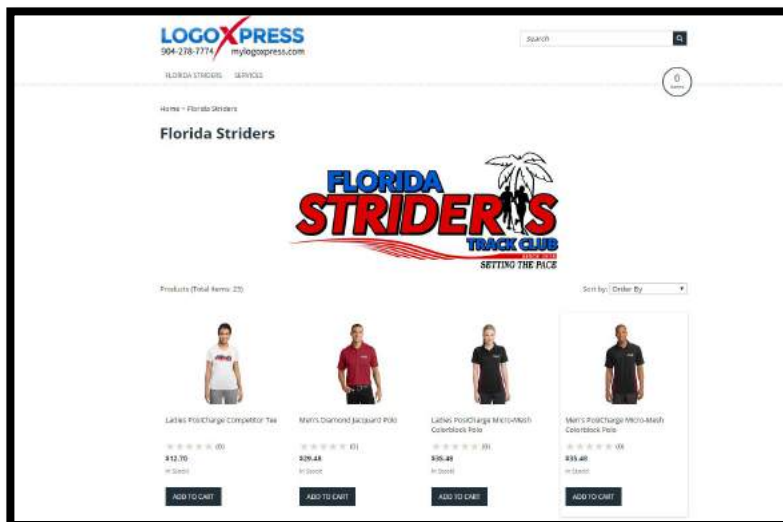 LOGOXPRESS
904-278-7774 / mylogoxpress.com
Search
FLORIDA STRIDERS SERVICES
0
items
Home > Florida Striders
Florida Striders
FLORIDA
STRIDERS
TRACK CLUB
SETTING THE PACE
Products (Total Items: 23)
Sort by: Order By
Ladies PosiCharge Competitor Tee
(0)
$12.70
In Stock!
ADD TO CART
Men's Diamond Jacquard Polo
(0)
$29.48
In Stock!
ADD TO CART
Ladies PosiCharge Micro-Mesh
Colorblock Polo
(0)
$35.48
In Stock!
ADD TO CART
Men's PosiCharge Micro-Mesh
Colorblock Polo
(0)
$35.48
In Stock!
ADD TO CART